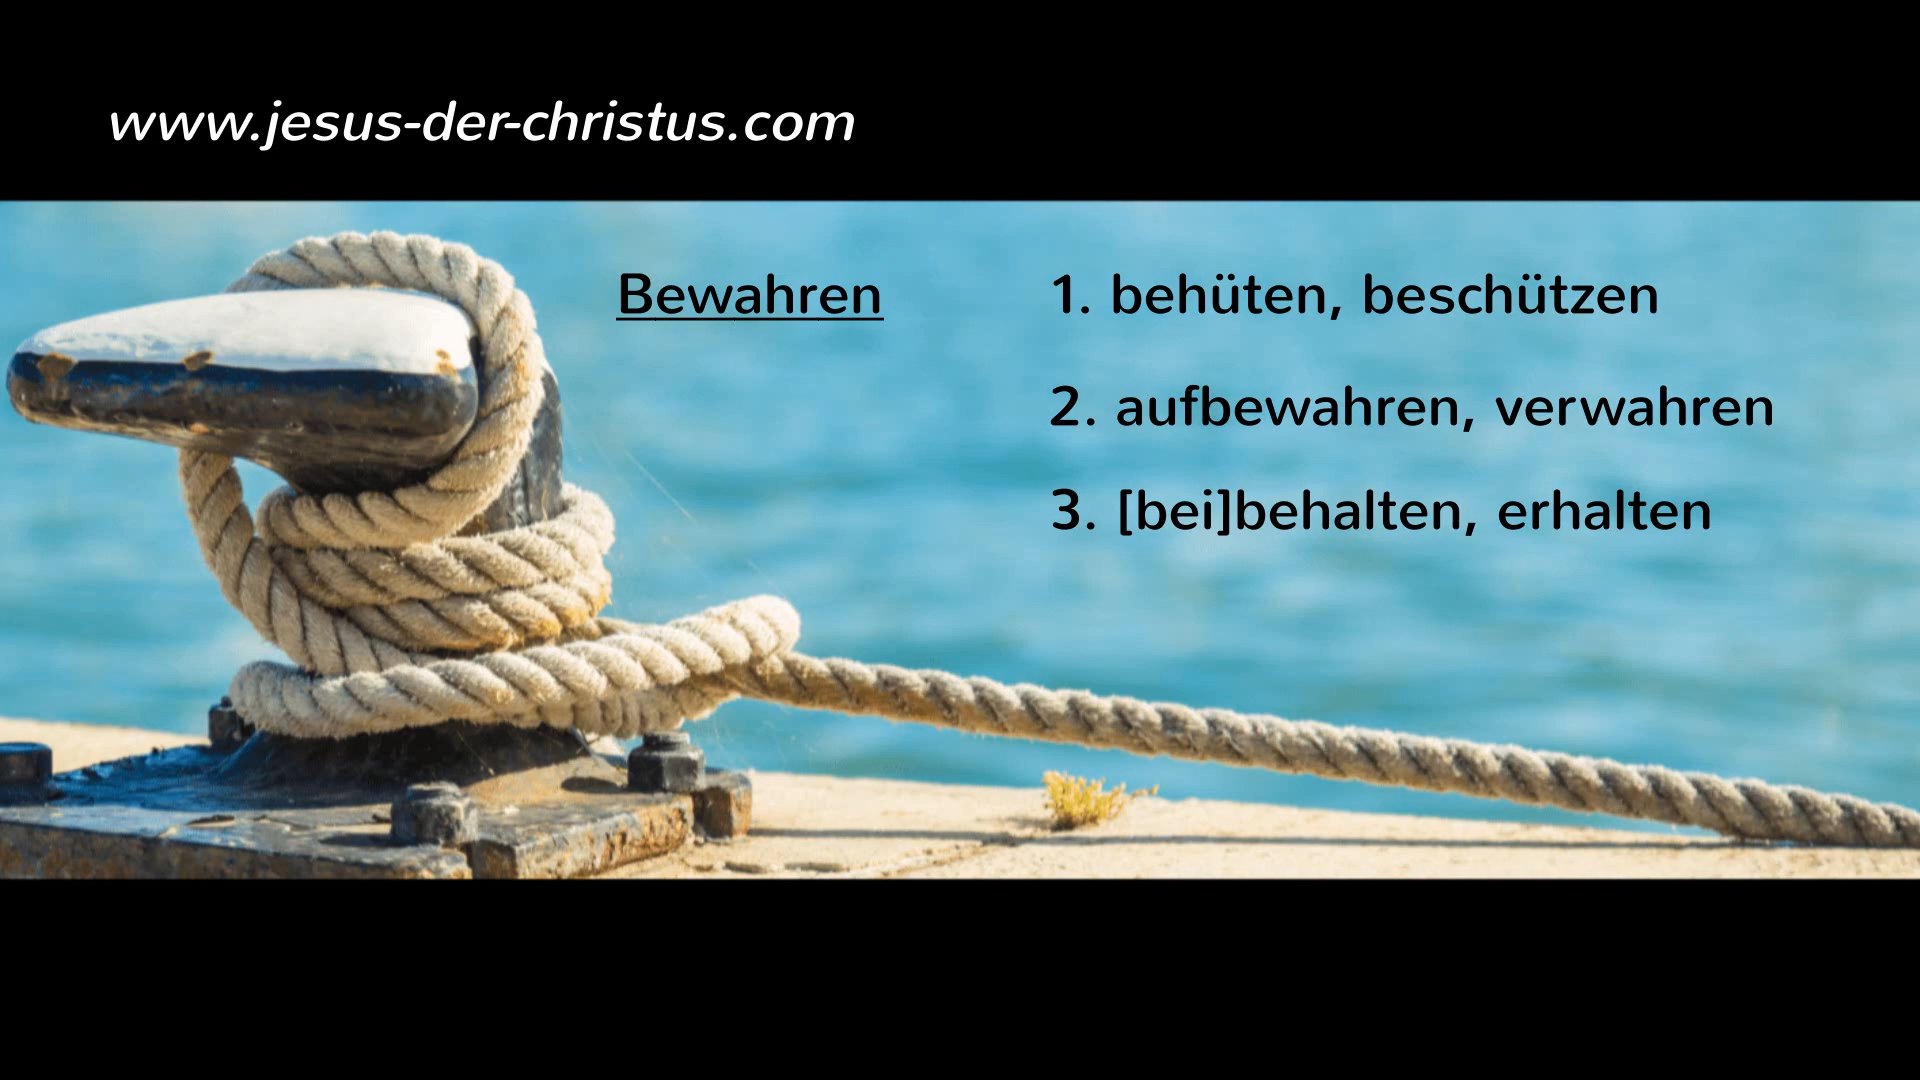 www.jesus-der-christus.com
Bewahren
1. behüten, beschützen
2. aufbewahren, verwahren
3. [bei]behalten, erhalten